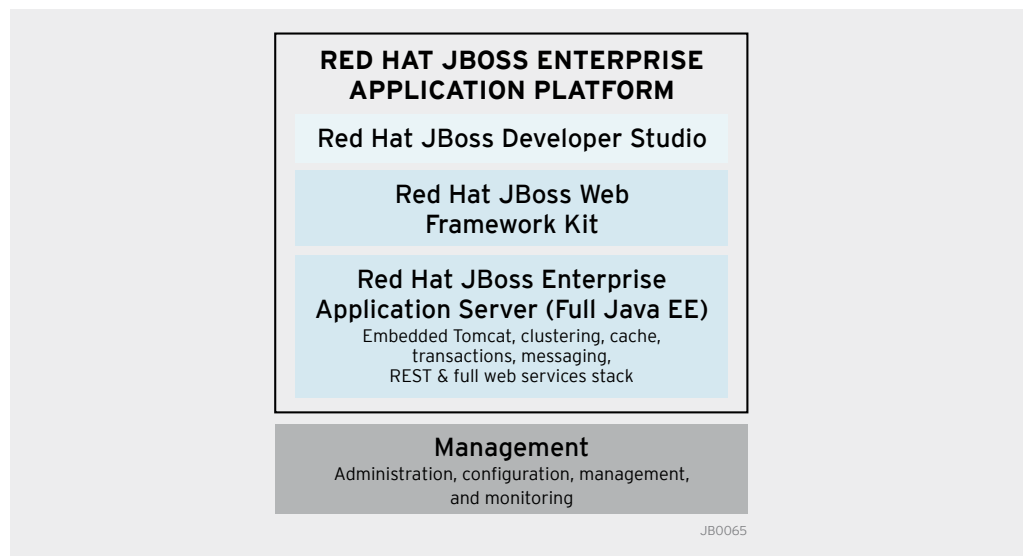 RED HAT JBOSS ENTERPRISE
APPLICATION PLATFORM
Red Hat JBoss Developer Studio
Red Hat JBoss Web
Framework Kit
Red Hat JBoss Enterprise
Application Server (Full Java EE)
Embedded Tomcat, clustering, cache,
transactions, messaging,
REST & full web services stack
Management
Administration, configuration, management,
and monitoring
JB0065